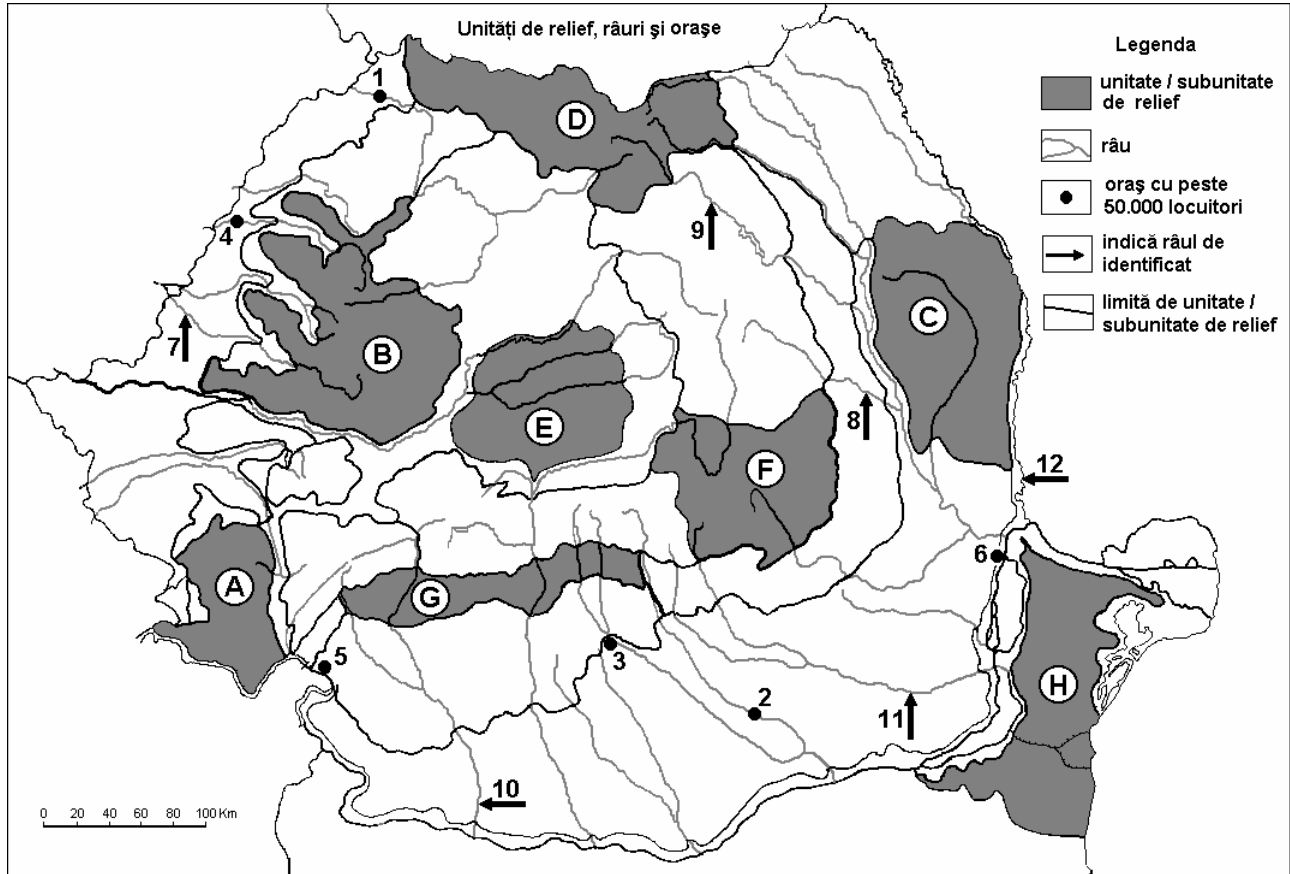 Unităţi de relief, râuri şi oraşe
Legenda
unitate / subunitate
de relief
râu
oraş cu peste
50.000 locuitori
indică râul de
identificat
limită de unitate /
subunitate de relief
1
D
4
9
C
7
B
8
E
F
12
6
A
G
5
3
H
2
11
10
0 20 40 60 80 100 Km